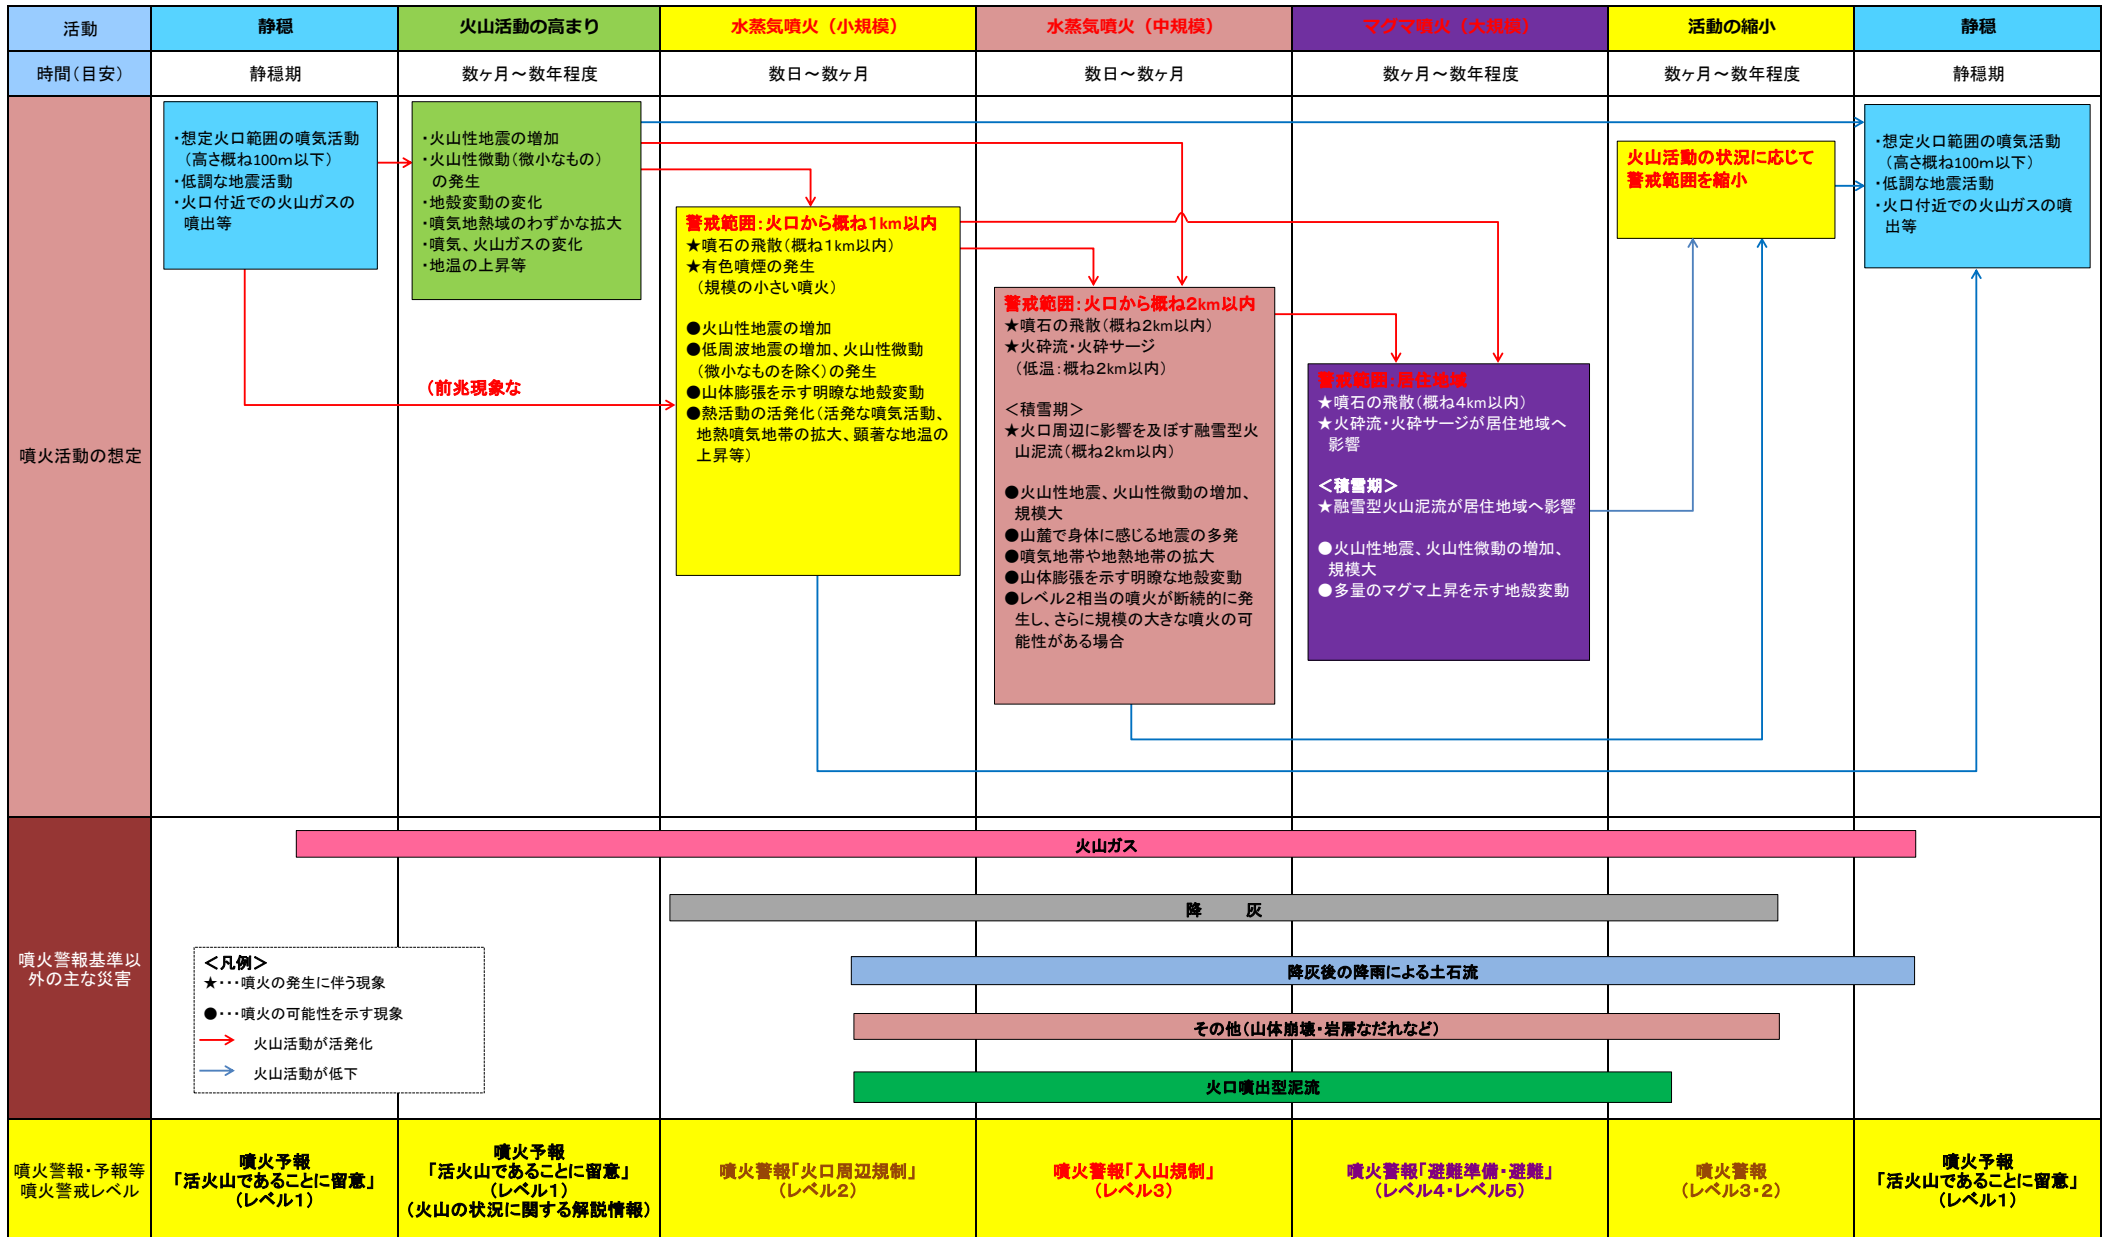 活動
静穏
火山活動の高まり
水蒸気噴火（小規模）
水蒸気噴火（中規模）
マグマ噴火（大規模）
活動の縮小
静穏
時間（目安）
静穏期
数ヶ月～数年程度
数日～数ヶ月
数日～数ヶ月
数ヶ月～数年程度
数ヶ月～数年程度
静穏期
噴火活動の想定
・想定火口範囲の噴気活動
（高さ概ね100m以下）
・低調な地震活動
・火口付近での火山ガスの
噴出等
・火山性地震の増加
・火山性微動（微小なもの）
の発生
・地殻変動の変化
・噴気地熱域のわずかな拡大
・噴気、火山ガスの変化
・地温の上昇等
（前兆現象な
警戒範囲：火口から概ね1km以内
★噴石の飛散（概ね1km以内）
★有色噴煙の発生
（規模の小さい噴火）
●火山性地震の増加
●低周波地震の増加、火山性微動
（微小なものを除く）の発生
●山体膨張を示す明瞭な地殻変動
●熱活動の活発化（活発な噴気活動、
地熱噴気地帯の拡大、顕著な地温の
上昇等）
警戒範囲：火口から概ね2km以内
★噴石の飛散（概ね2km以内）
★火砕流・火砕サージ
（低温：概ね2km以内）
＜積雪期＞
★火口周辺に影響を及ぼす融雪型火
山泥流（概ね2km以内）
●火山性地震、火山性微動の増加、
規模大
●山麓で身体に感じる地震の多発
●噴気地帯や地熱地帯の拡大
●山体膨張を示す明瞭な地殻変動
●レベル2相当の噴火が断続的に発
生し、さらに規模の大きな噴火の可
能性がある場合
警戒範囲：居住地域
★噴石の飛散（概ね4km以内）
★火砕流・火砕サージが居住地域へ
影響
＜積雪期＞
★融雪型火山泥流が居住地域へ影響
●火山性地震、火山性微動の増加、
規模大
●多量のマグマ上昇を示す地殻変動
火山活動の状況に応じて
警戒範囲を縮小
・想定火口範囲の噴気活動
（高さ概ね100m以下）
・低調な地震活動
・火口付近での火山ガスの噴
出等
噴火警報基準以
外の主な災害
火山ガス
降　　灰
降灰後の降雨による土石流
その他（山体崩壊・岩屑なだれなど）
火口噴出型泥流
＜凡例＞
★・・・噴火の発生に伴う現象
●・・・噴火の可能性を示す現象
火山活動が活発化
火山活動が低下
噴火警報・予報等
噴火警戒レベル
噴火予報
「活火山であることに留意」
（レベル1）
噴火予報
「活火山であることに留意」
（レベル1）
（火山の状況に関する解説情報）
噴火警報「火口周辺規制」
（レベル2）
噴火警報「入山規制」
（レベル3）
噴火警報「避難準備・避難」
（レベル4・レベル5）
噴火警報
（レベル3・2）
噴火予報
「活火山であることに留意」
（レベル1）